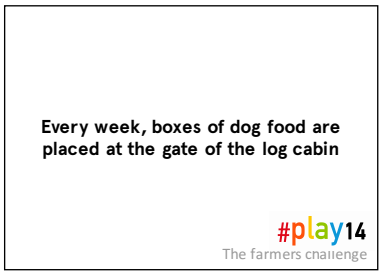 Every week, boxes of dog food are
placed at the gate of the log cabin
#play14
The farmers challenge